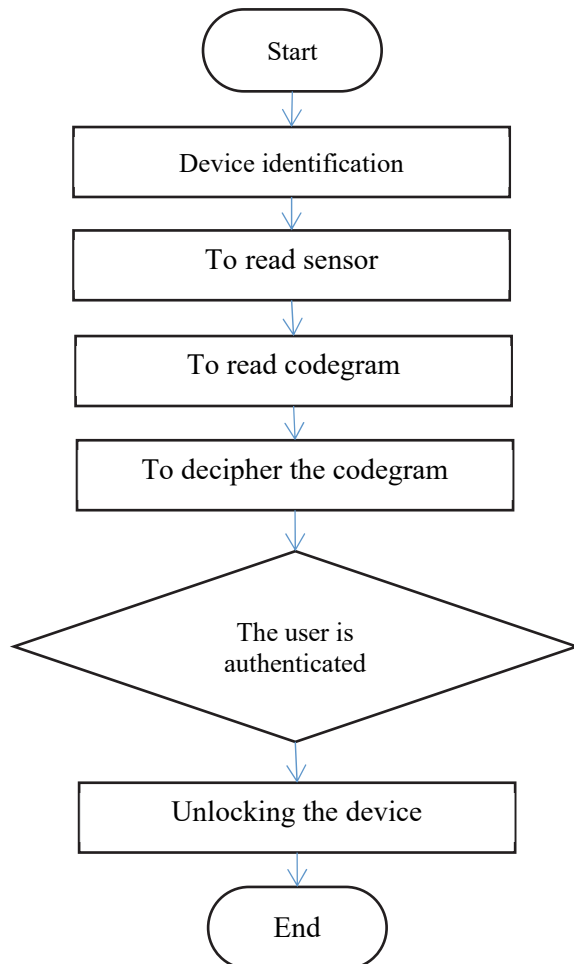 Start
Device identification
To read sensor
To read codegram
To decipher the codegram
The user is
authenticated
Unlocking the device
End